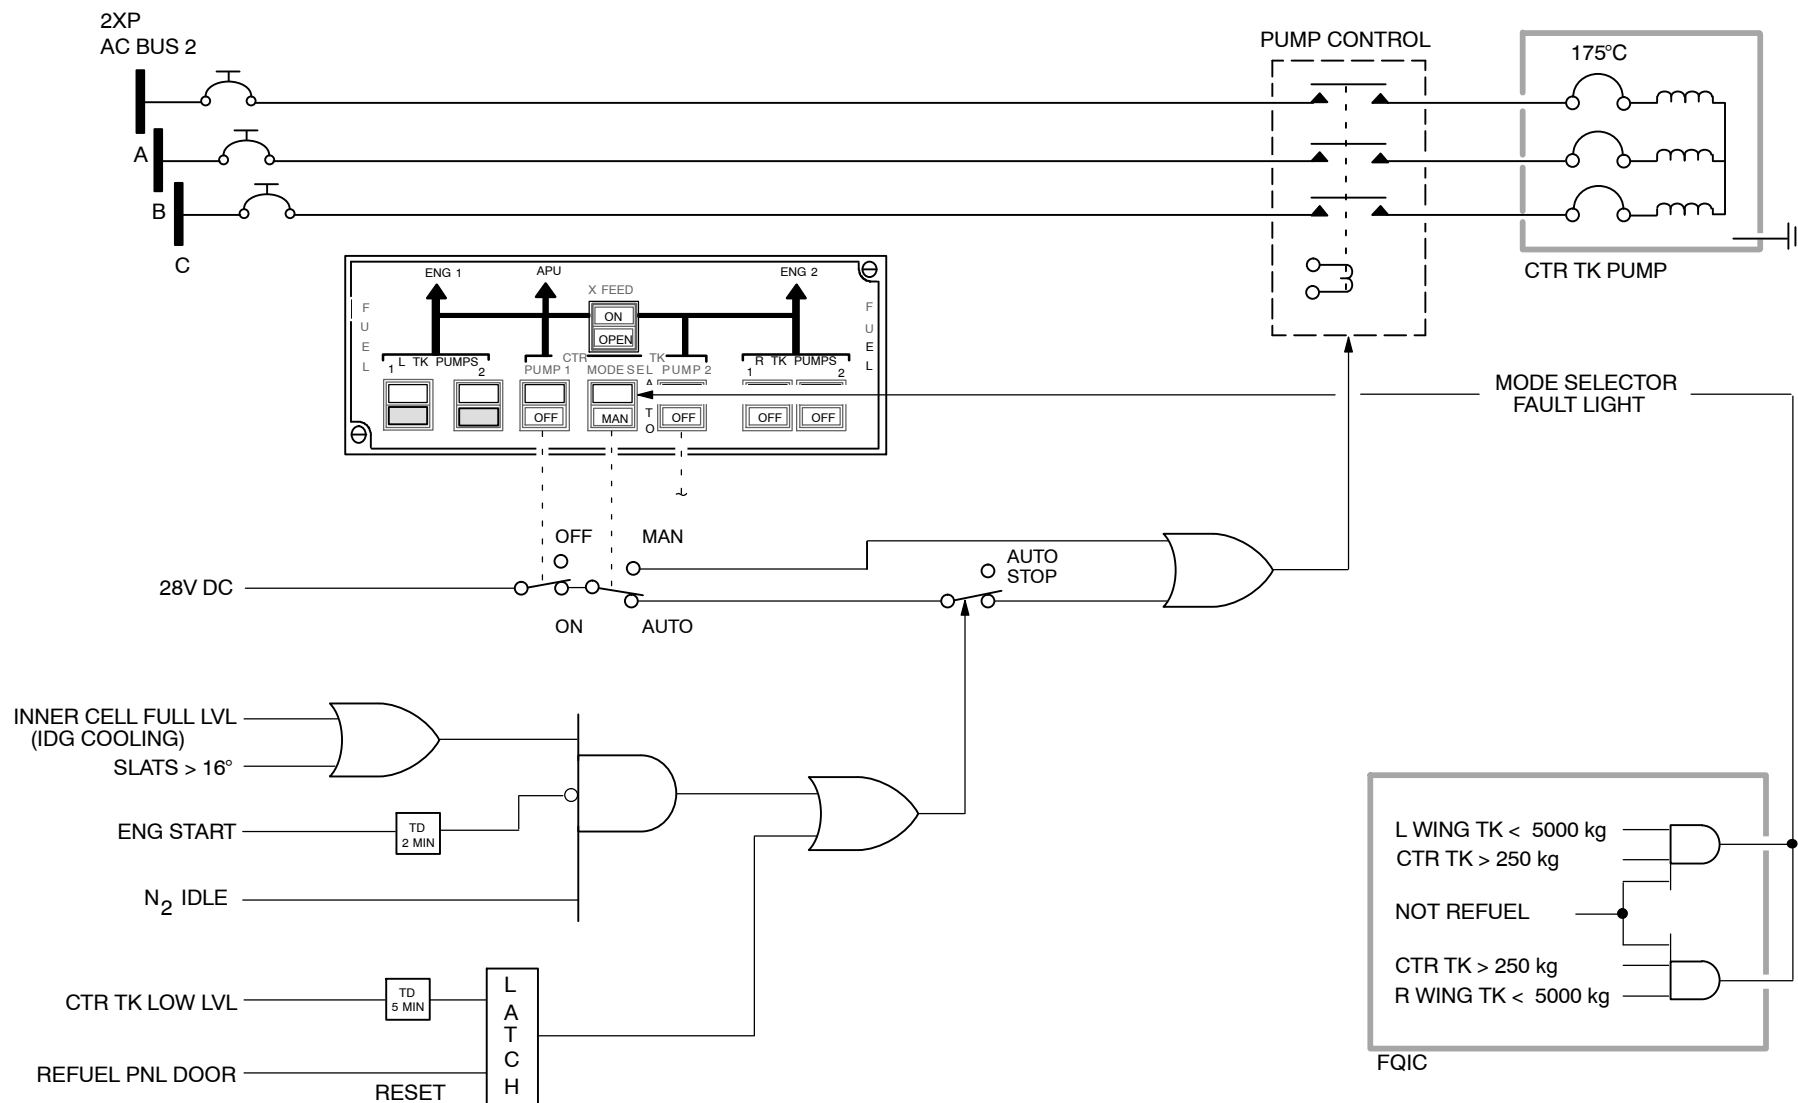 2XP
AC BUS 2
A
B
C
PUMP CONTROL
175°C
CTR TK PUMP
ENG 1
APU
ENG 2
X FEED
ON
OPEN
F U E L
F U E L
L TK PUMPS
1
2
CTR
TK
PUMP 1
MODE SEL
PUMP 2
R TK PUMPS
1
2
OFF
MAN
A
T
O
OFF
OFF
OFF
MODE SELECTOR
FAULT LIGHT
OFF
MAN
AUTO
STOP
28V DC
ON
AUTO
INNER CELL FULL LVL
(IDG COOLING)
SLATS > 16°
ENG START
TD
2 MIN
N2 IDLE
CTR TK LOW LVL
TD
5 MIN
LATCH
REFUEL PNL DOOR
RESET
L WING TK < 5000 kg
CTR TK > 250 kg
NOT REFUEL
CTR TK > 250 kg
R WING TK < 5000 kg
FQIC